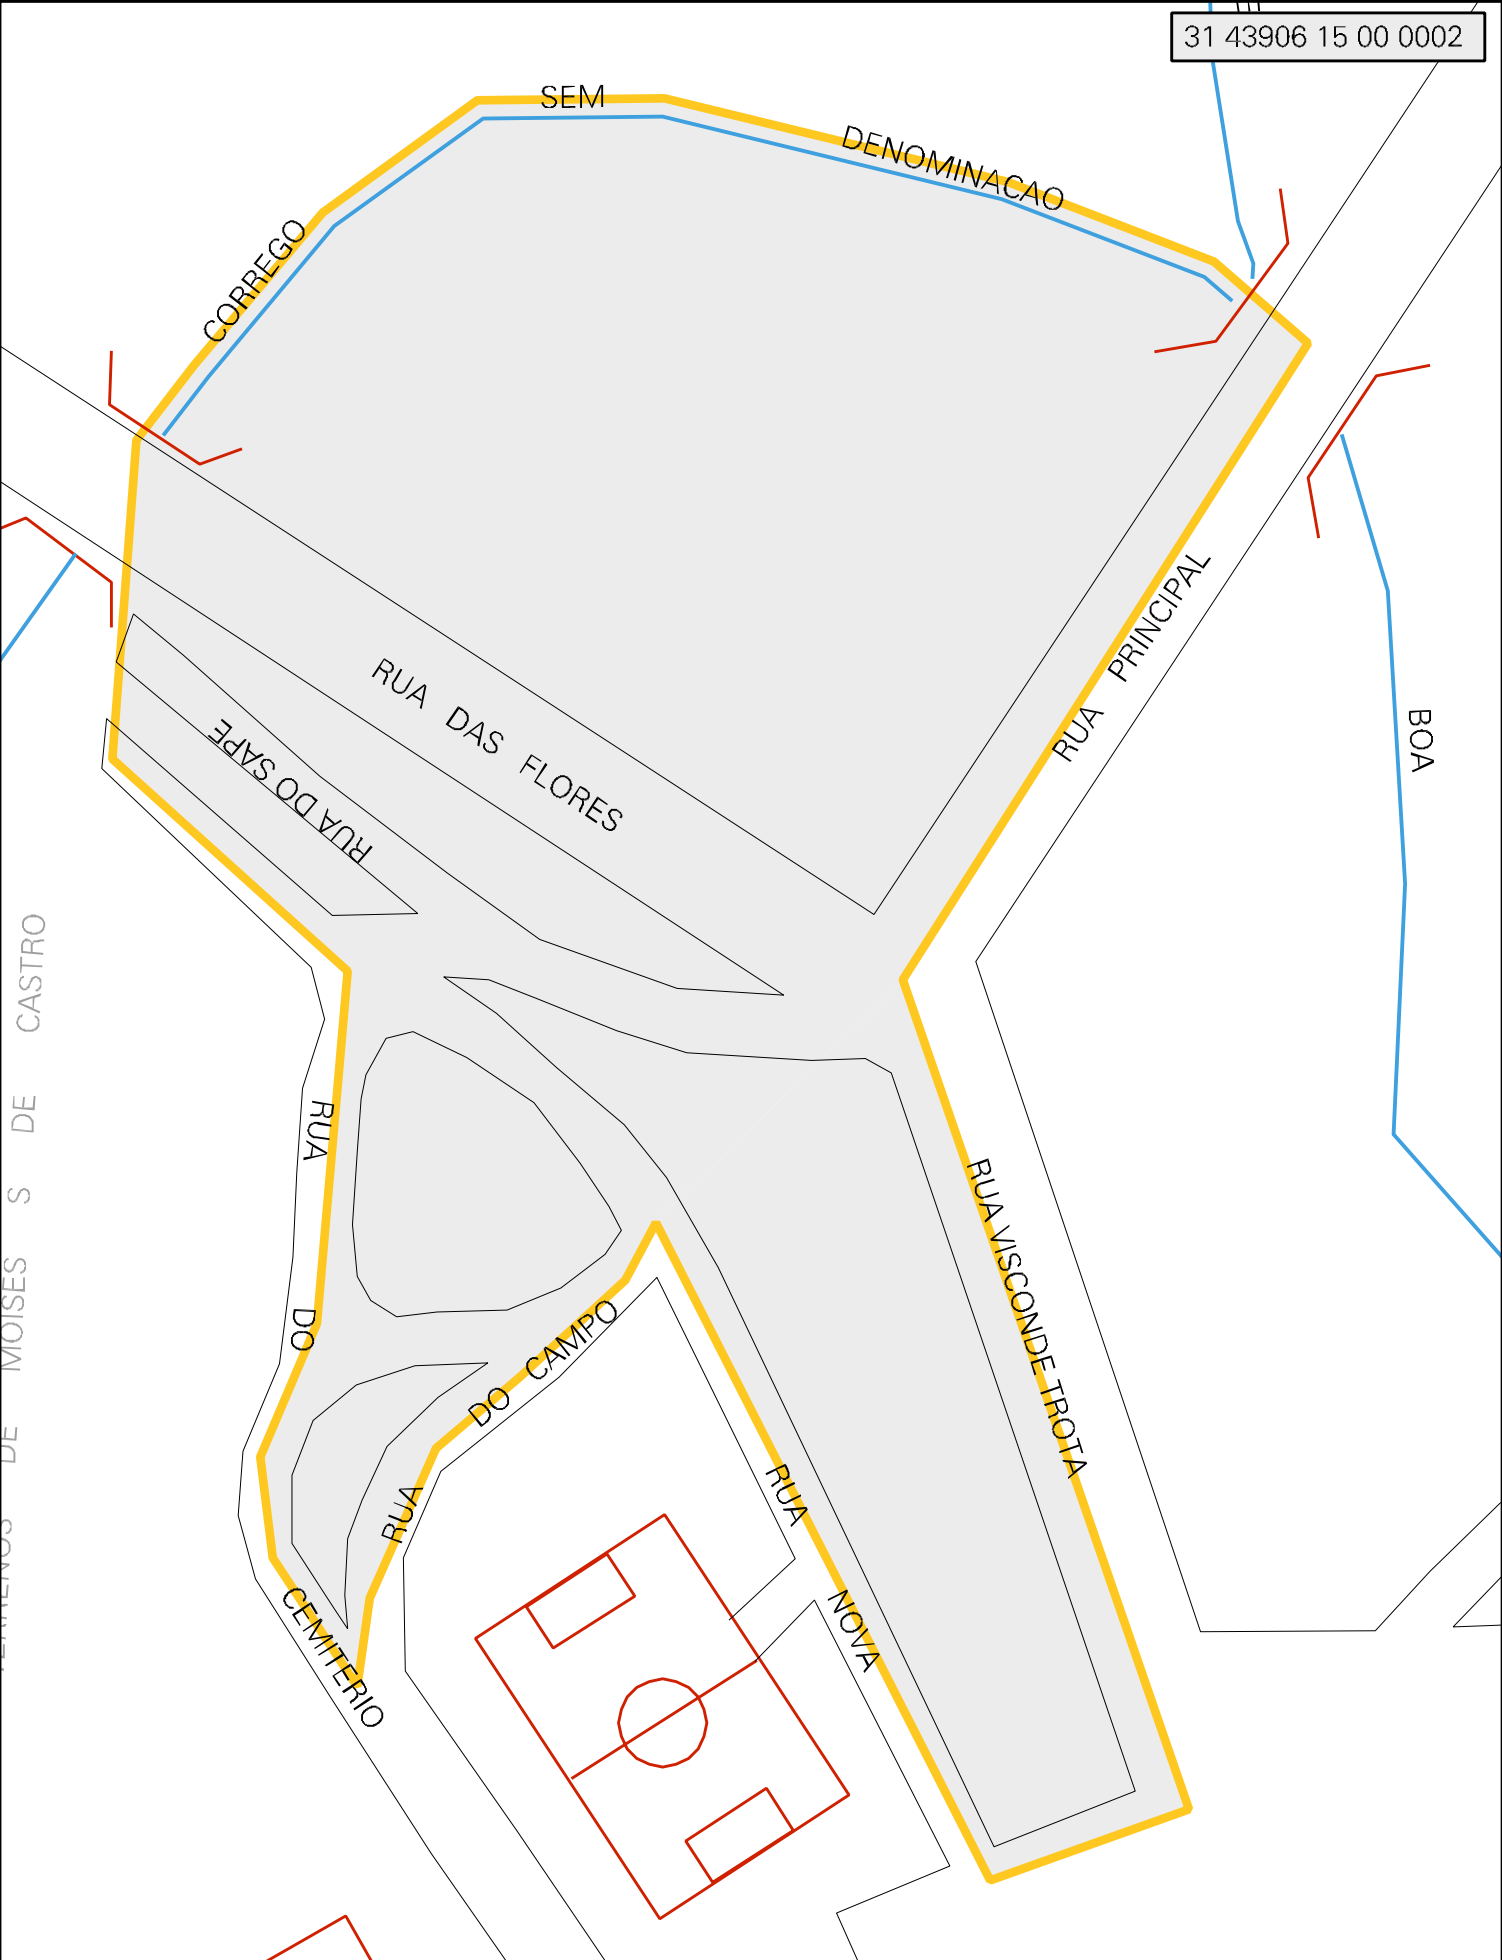 31 43906 15 00 0002
SEM
DENOMINACAO
CORREGO
RUA PRINCIPAL
RUA DAS FLORES
RUA DO SAPE
BOA
MOISES S DE CASTRO
DE
RUA
DO
CEMITERIO
RUA DO CAMPO
RUA VISCONDE TROTA
RUA NOVA